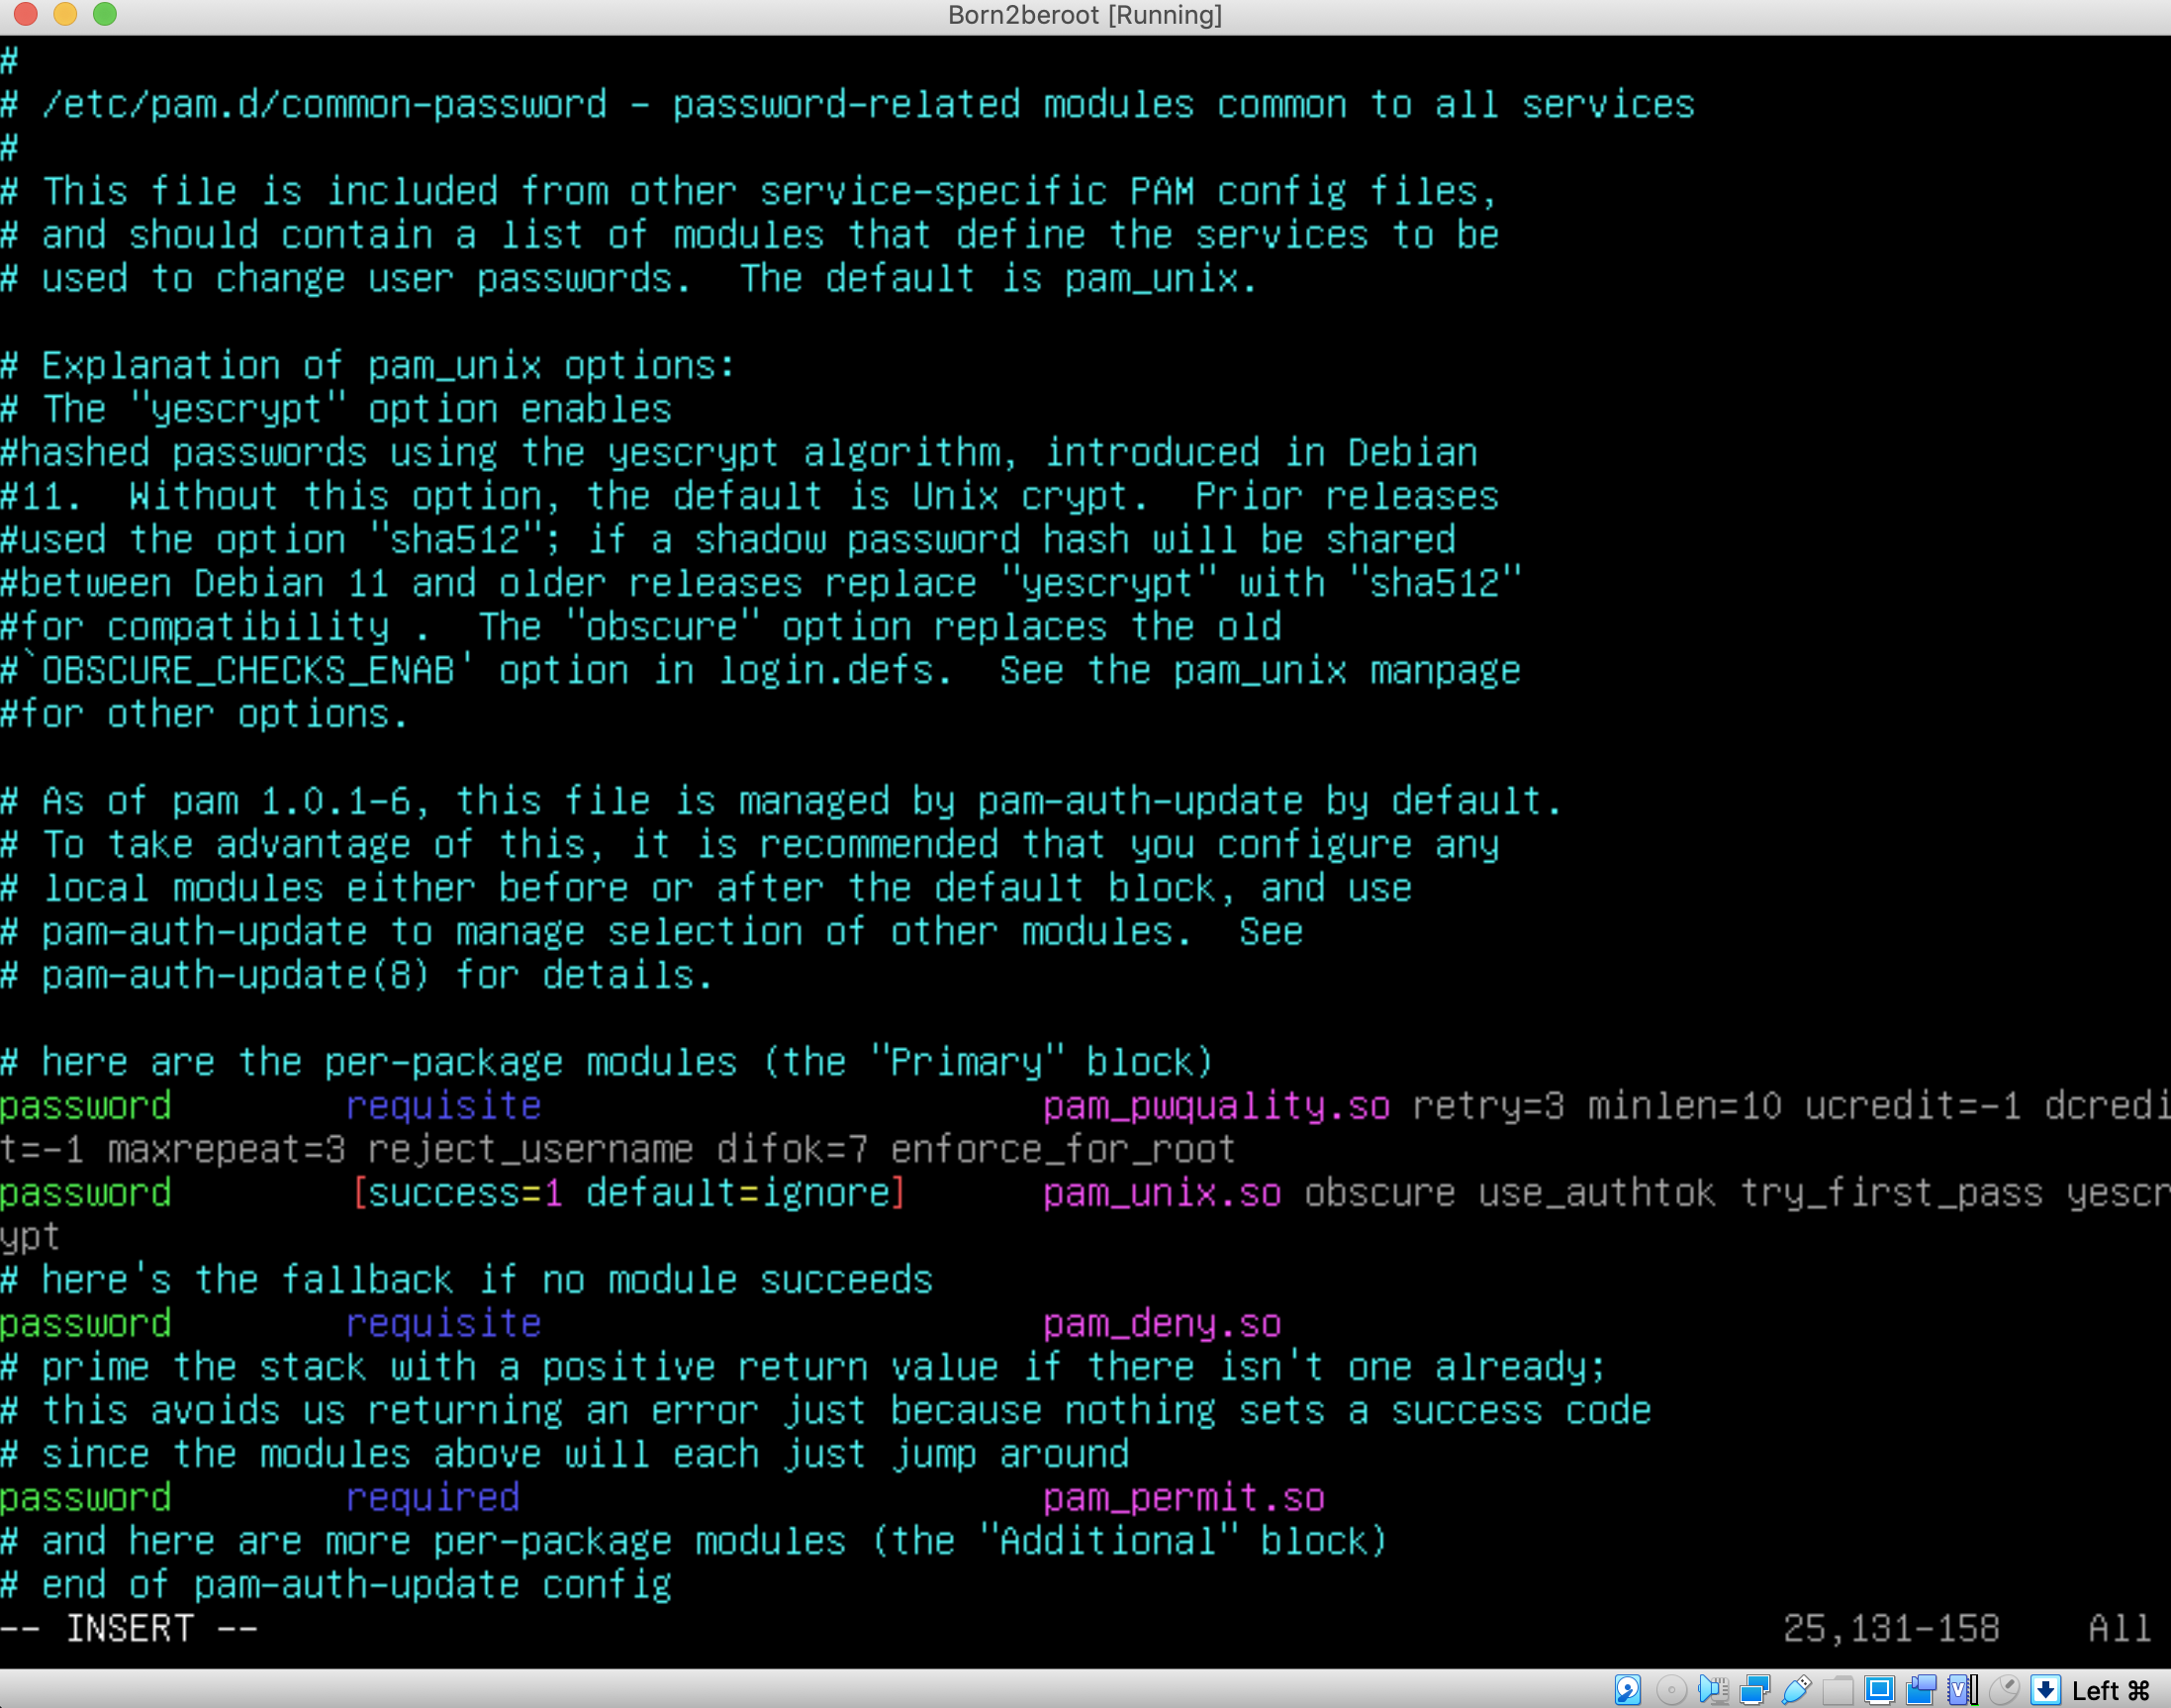 Born2beroot [Running]
#
# /etc/pam.d/common-password - password-related modules common to all services
#
# This file is included from other service-specific PAM config files,
# and should contain a list of modules that define the services to be
# used to change user passwords.  The default is pam_unix.

# Explanation of pam_unix options:
# The "yescrypt" option enables
#hashed passwords using the yescrypt algorithm, introduced in Debian
#11.  Without this option, the default is Unix crypt.  Prior releases
#used the option "sha512"; if a shadow password hash will be shared
#between Debian 11 and older releases replace "yescrypt" with "sha512"
#for compatibility .  The "obscure" option replaces the old
#`OBSCURE_CHECKS_ENAB' option in login.defs.  See the pam_unix manpage
#for other options.

# As of pam 1.0.1-6, this file is managed by pam-auth-update by default.
# To take advantage of this, it is recommended that you configure any
# local modules either before or after the default block, and use
# pam-auth-update to manage selection of other modules.  See
# pam-auth-update(8) for details.

# here are the per-package modules (the "Primary" block)
password        requisite                       pam_pwquality.so retry=3 minlen=10 ucredit=-1 dcredi
t=-1 maxrepeat=3 reject_username difok=7 enforce_for_root
password        [success=1 default=ignore]      pam_unix.so obscure use_authtok try_first_pass yescr
ypt
# here's the fallback if no module succeeds
password        requisite                       pam_deny.so
# prime the stack with a positive return value if there isn't one already;
# this avoids us returning an error just because nothing sets a success code
# since the modules above will each just jump around
password        required                        pam_permit.so
# and here are more per-package modules (the "Additional" block)
# end of pam-auth-update config
-- INSERT --                                                                      25,131-158    All
Left ⌘